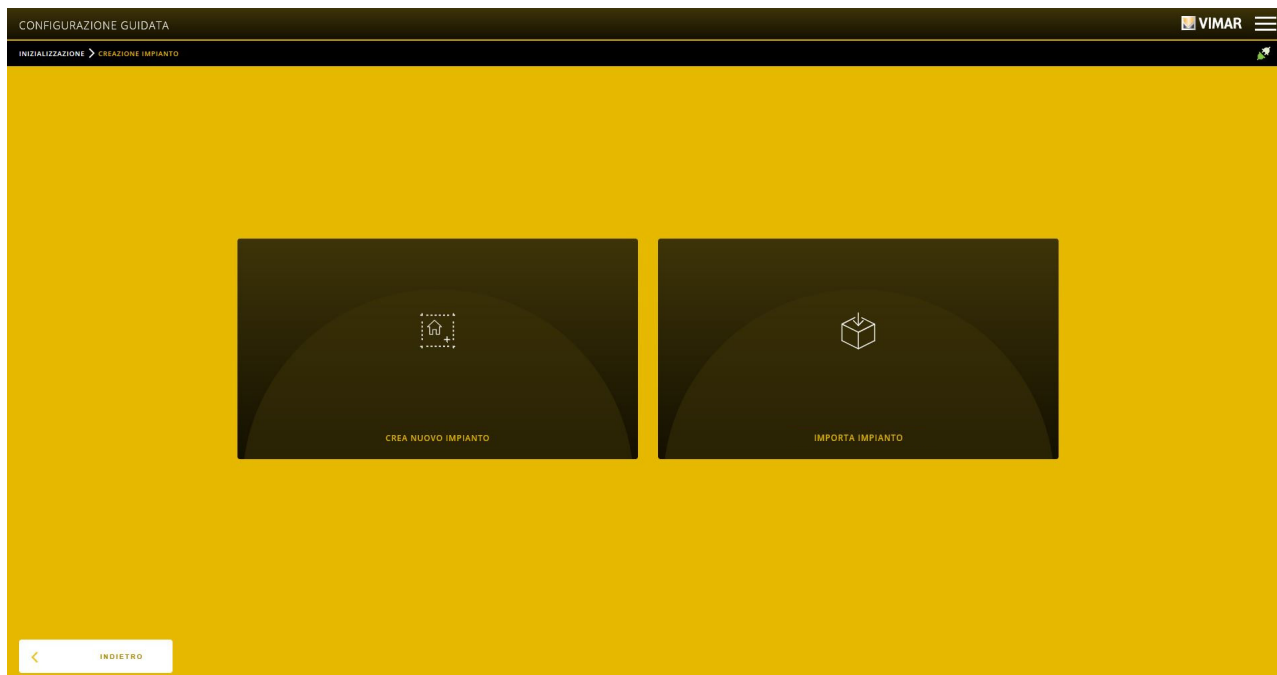 CONFIGURAZIONE GUIDATA
VIMAR
INIZIALIZZAZIONE
CREAZIONE IMPIANTO
CREA NUOVO IMPIANTO
IMPORTA IMPIANTO
INDIETRO